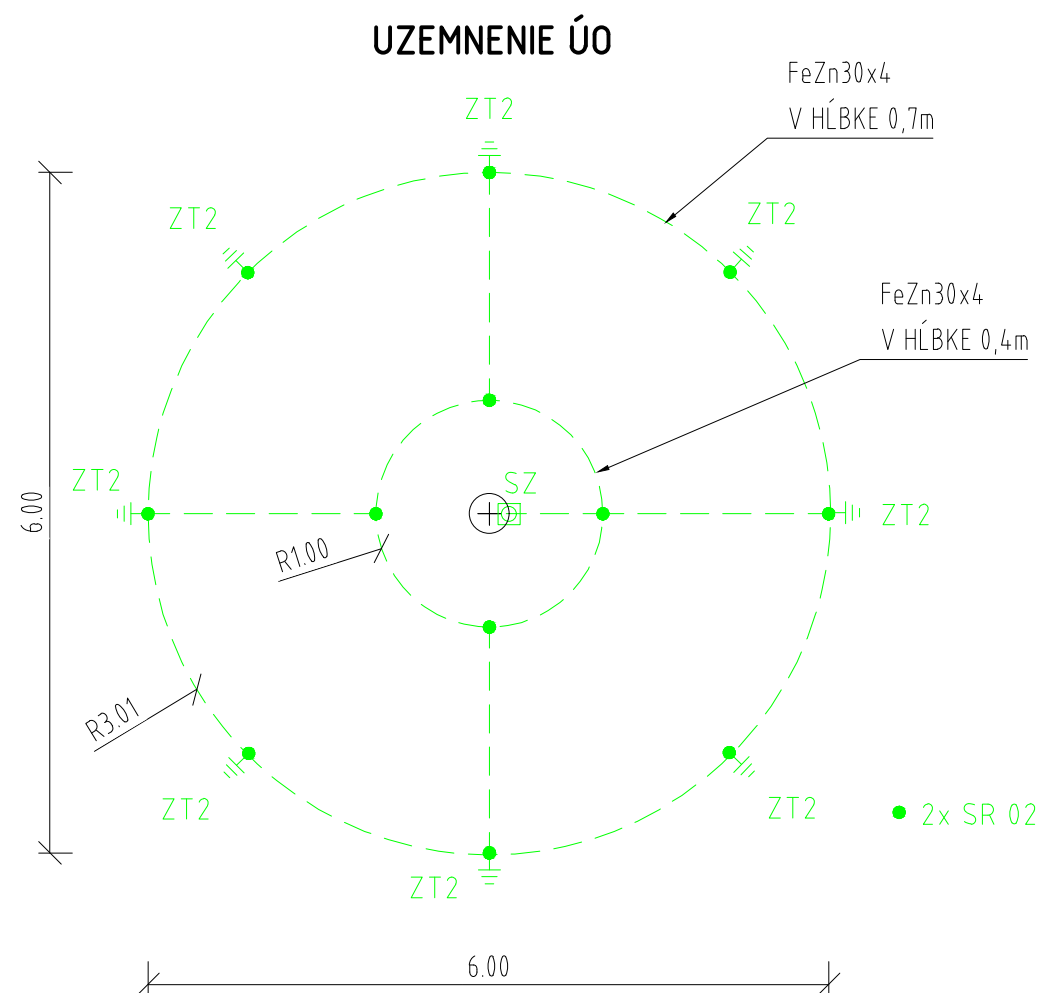 UZEMNENIE ÚO
FeZn30x4
V HĹBKE 0,7m
ZT2
ZT2
ZT2
FeZn30x4
V HĹBKE 0,4m
ZT2
SZ
6.00
ZT2
R1.00
R3.01
ZT2
ZT2
2x SR 02
ZT2
6.00